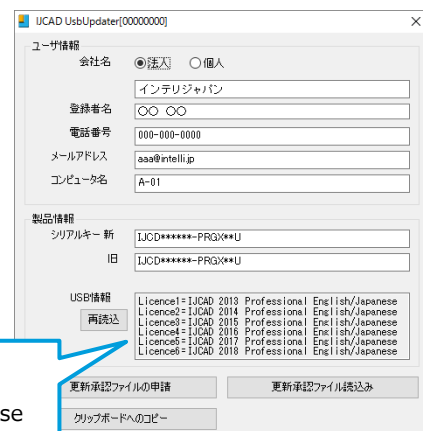 IJCAD UsbUpdater[00000000]
ユーザ情報
会社名 法人 個人
インテリジャパン
登録者名 〇〇 〇〇
電話番号 000-000-0000
メールアドレス aaa@intelli.jp
コンピュータ名 A-01
製品情報
シリアルキー 新 IJCD******-PRGX**U
旧 IJCD******-PRGX**U
USB情報
再読込
Licence1=IJCAD 2013 Professional English/Japanese
Licence2=IJCAD 2014 Professional English/Japanese
Licence3=IJCAD 2015 Professional English/Japanese
Licence4=IJCAD 2016 Professional English/Japanese
Licence5=IJCAD 2017 Professional English/Japanese
Licence6=IJCAD 2018 Professional English/Japanese
更新承認ファイルの申請 更新承認ファイル読込み
se
クリップボードへのコピー